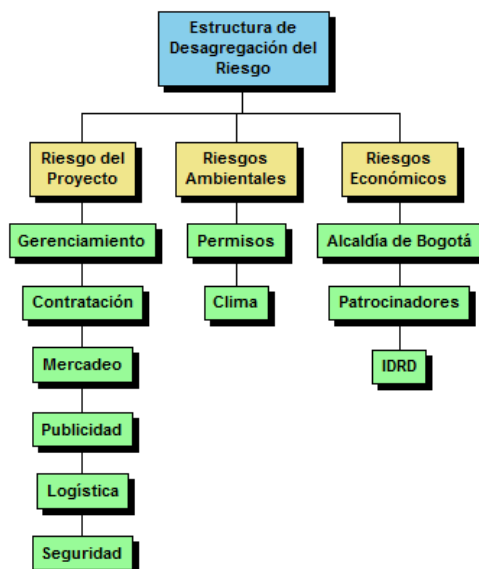 Estructura de
Desagregación del
Riesgo
Riesgo del
Proyecto
Riesgos
Ambientales
Riesgos
Económicos
Gerenciamiento
Permisos
Alcaldía de Bogotá
Contratación
Clima
Patrocinadores
Mercadeo
IDRD
Publicidad
Logística
Seguridad